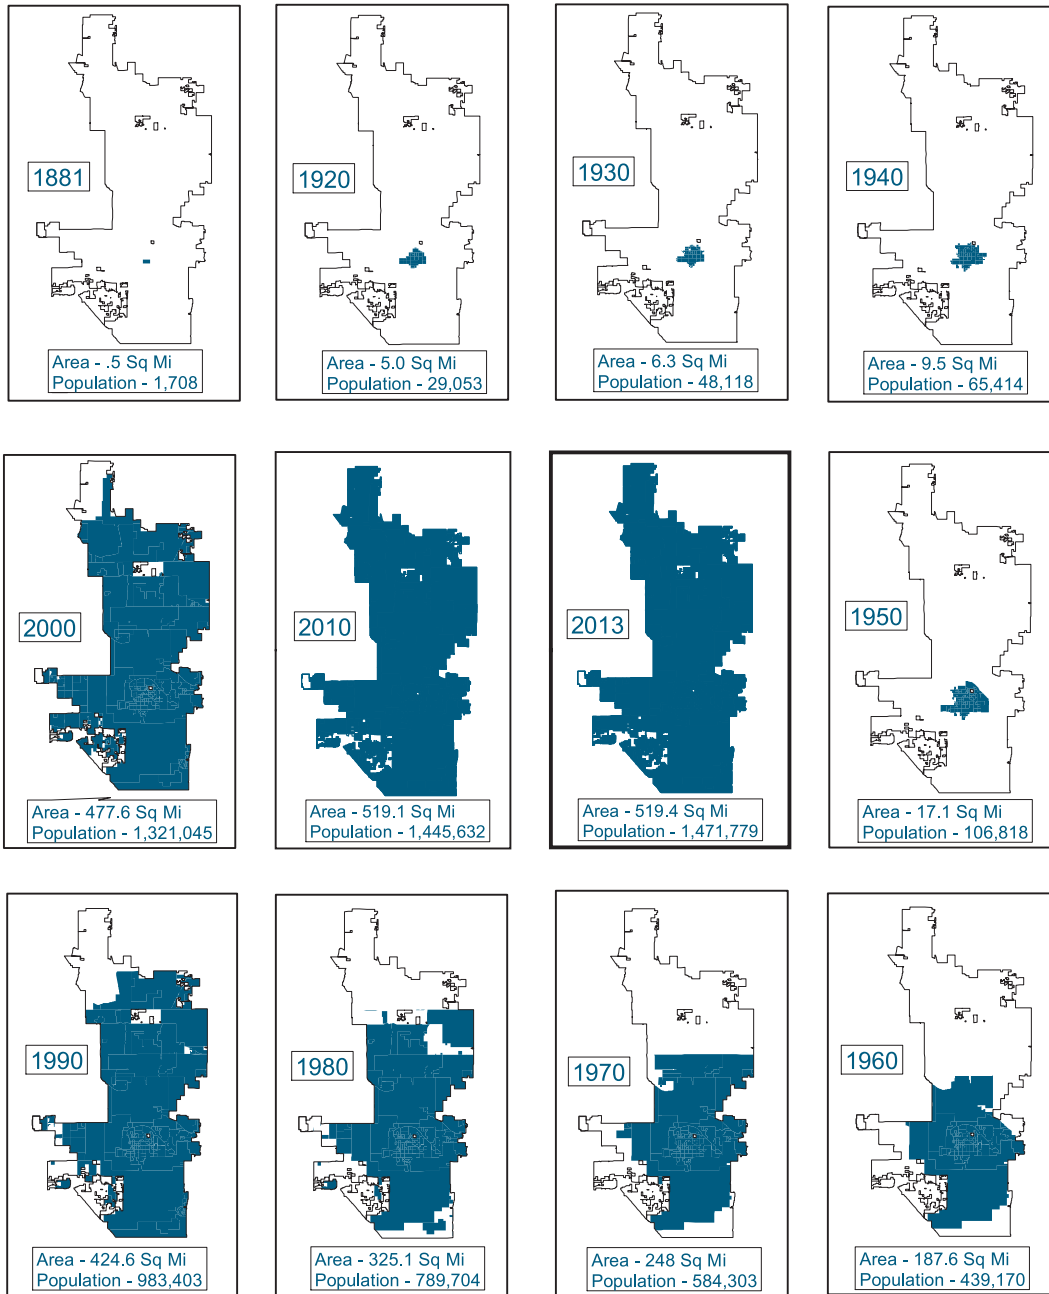 1881
Area - .5 Sq Mi
Population - 1,708
1920
Area - 5.0 Sq Mi
Population - 29,053
1930
Area - 6.3 Sq Mi
Population - 48,118
1940
Area - 9.5 Sq Mi
Population - 65,414
2000
Area - 477.6 Sq Mi
Population - 1,321,045
2010
Area - 519.1 Sq Mi
Population - 1,445,632
2013
Area - 519.4 Sq Mi
Population - 1,471,779
1950
Area - 17.1 Sq Mi
Population - 106,818
1990
Area - 424.6 Sq Mi
Population - 983,403
1980
Area - 325.1 Sq Mi
Population - 789,704
1970
Area - 248 Sq Mi
Population - 584,303
1960
Area - 187.6 Sq Mi
Population - 439,170